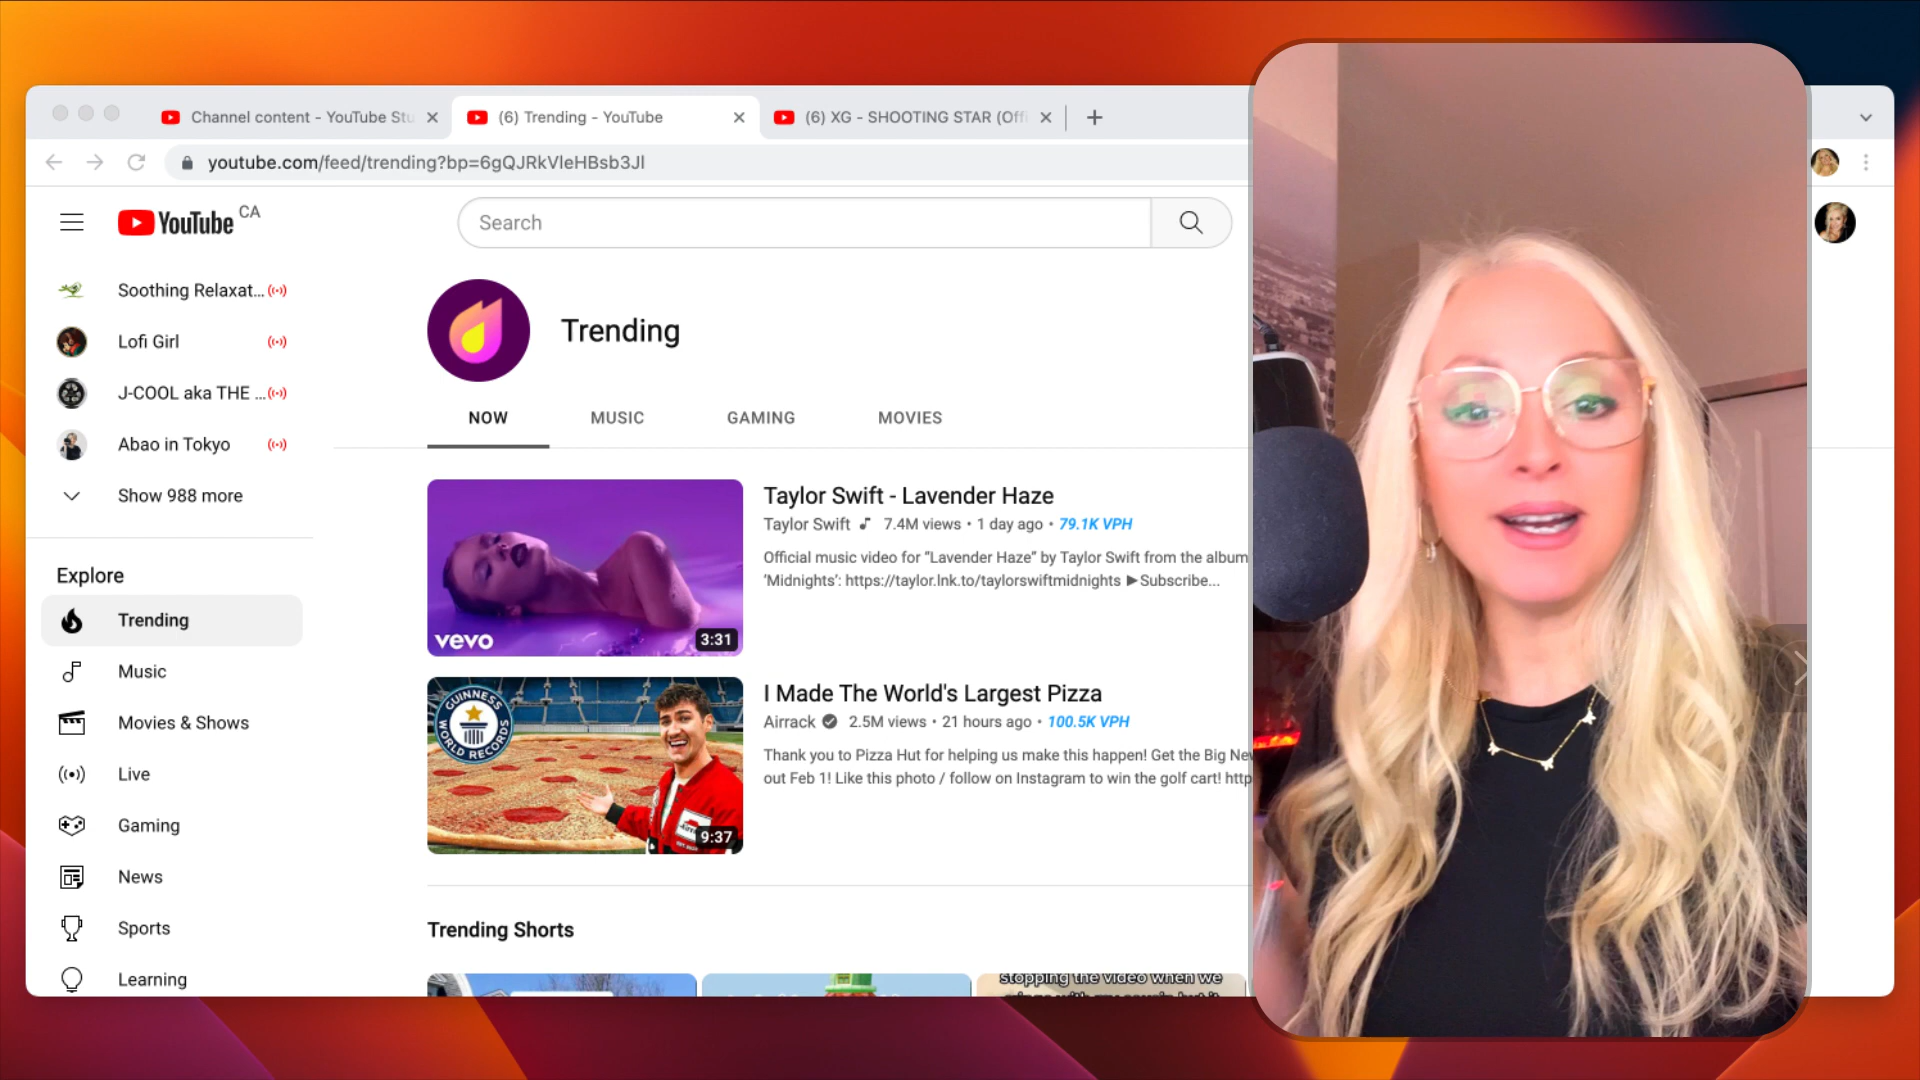 Channel content - YouTube Stu
(6) Trending - YouTube
(6) XG - SHOOTING STAR (Offi
youtube.com/feed/trending?bp=6gQJRkVleHBsb3Jl
YouTube CA
Search
Soothing Relaxat...
Lofi Girl
J-COOL aka THE ...
Abao in Tokyo
Show 988 more
Explore
Trending
Music
Movies & Shows
Live
Gaming
News
Sports
Learning
Trending
NOW
MUSIC
GAMING
MOVIES
vevo
3:31
Taylor Swift - Lavender Haze
Taylor Swift 7.4M views • 1 day ago • 79.1K VPH
Official music video for “Lavender Haze” by Taylor Swift from the album
‘Midnights’: https://taylor.lnk.to/taylorswiftmidnights ►Subscribe...
GUINNESS
WORLD RECORDS
9:37
I Made The World's Largest Pizza
Airrack 2.5M views • 21 hours ago • 100.5K VPH
Thank you to Pizza Hut for helping us make this happen! Get the Big Ne
out Feb 1! Like this photo / follow on Instagram to win the golf cart! http
Trending Shorts
stopping the video when we